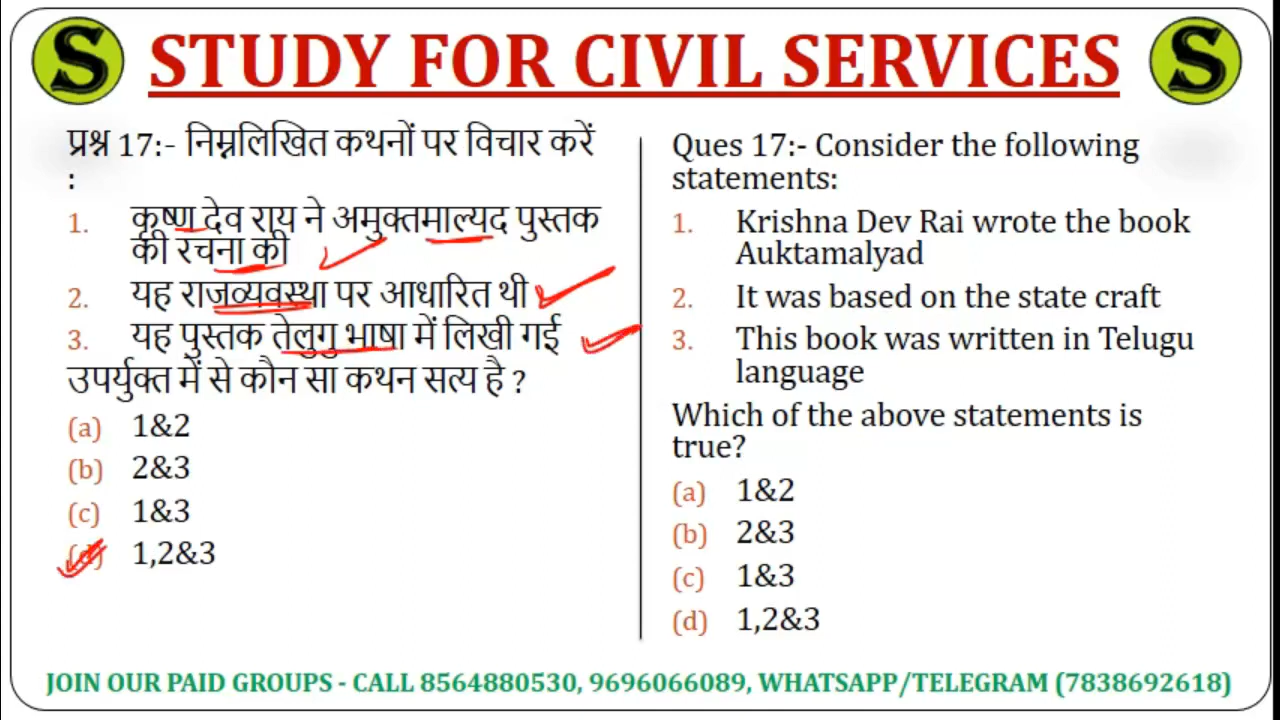 S STUDY FOR CIVIL SERVICES S
प्रश्न 17:- निम्नलिखित कथनों पर विचार करें
:
1. कृष्ण देव राय ने अमुक्तमाल्यद पुस्तक
की रचना की
2. यह राजव्यवस्था पर आधारित थी
3. यह पुस्तक तेलुगु भाषा में लिखी गई
उपर्युक्त में से कौन सा कथन सत्य है ?
(a) 1&2
(b) 2&3
(c) 1&3
(d) 1,2&3
Ques 17:- Consider the following
statements:
1. Krishna Dev Rai wrote the book
Auktamalyad
2. It was based on the state craft
3. This book was written in Telugu
language
Which of the above statements is
true?
(a) 1&2
(b) 2&3
(c) 1&3
(d) 1,2&3
JOIN OUR PAID GROUPS - CALL 8564880530, 9696066089, WHATSAPP/TELEGRAM (7838692618)